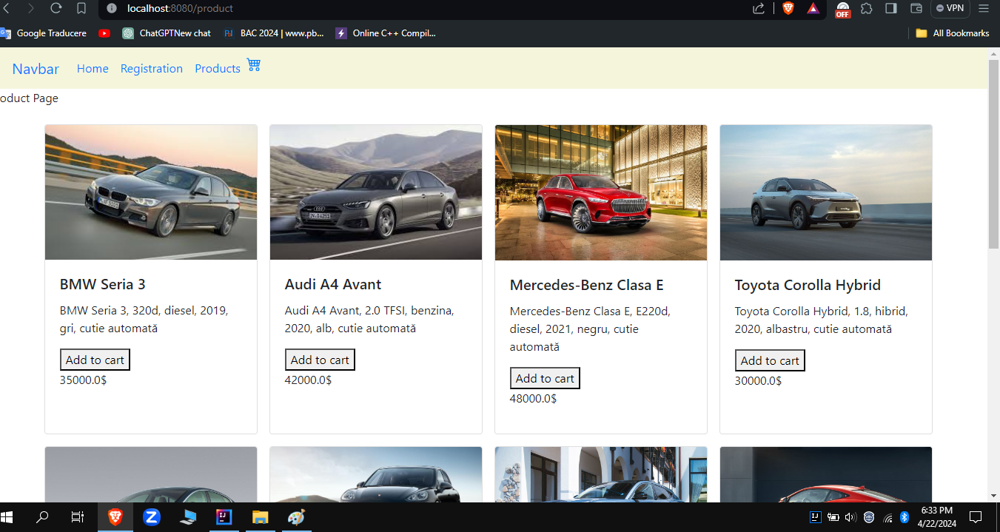 localhost:8080/product
OFF
VPN
Google Traducere
ChatGPTNew chat
BAC 2024 | www.pb...
Online C++ Compil...
All Bookmarks
Navbar Home Registration Products
oduct Page
BMW Seria 3
BMW Seria 3, 320d, diesel, 2019,
gri, cutie automată
Add to cart
35000.0$
Audi A4 Avant
Audi A4 Avant, 2.0 TFSI, benzina,
2020, alb, cutie automată
Add to cart
42000.0$
Mercedes-Benz Clasa E
Mercedes-Benz Clasa E, E220d,
diesel, 2021, negru, cutie
automată
Add to cart
48000.0$
Toyota Corolla Hybrid
Toyota Corolla Hybrid, 1.8, hibrid,
2020, albastru, cutie automată
Add to cart
30000.0$
6:33 PM
4/22/2024